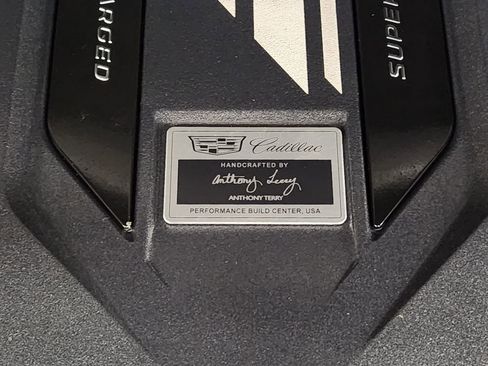 ARGED
SUPE
Cadillac
HANDCRAFTED BY
Anthony Terry
ANTHONY TERRY
PERFORMANCE BUILD CENTER, USA